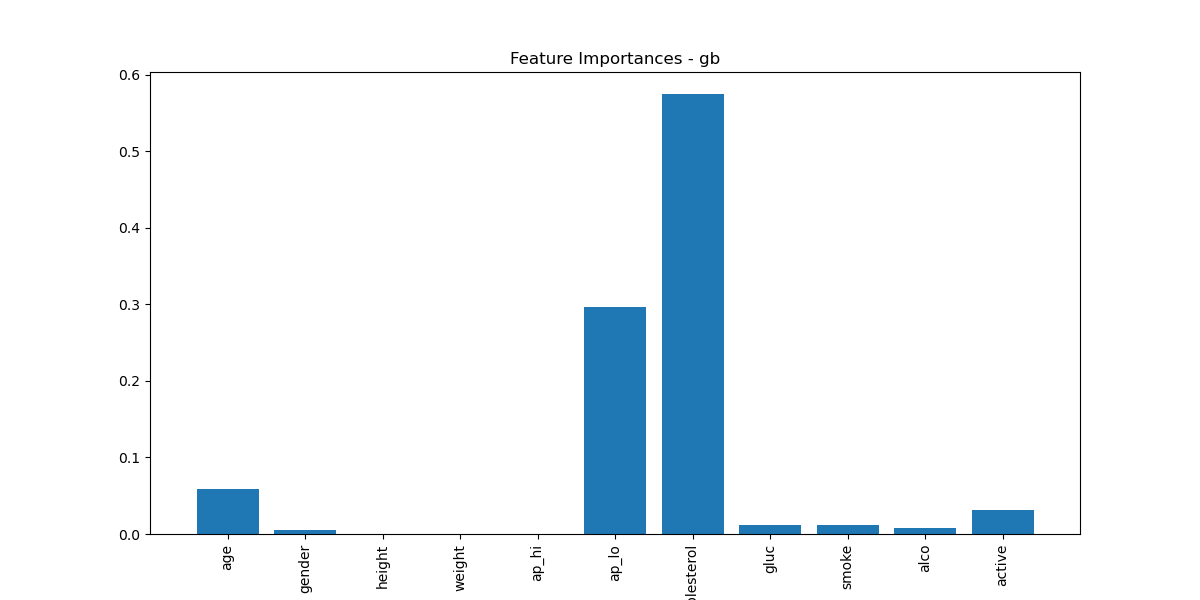 Feature Importances - gb
0.6
0.5
0.4
0.3
0.2
0.1
0.0
age
gender
height
weight
ap_hi
ap_lo
olesterol
gluc
smoke
alco
active